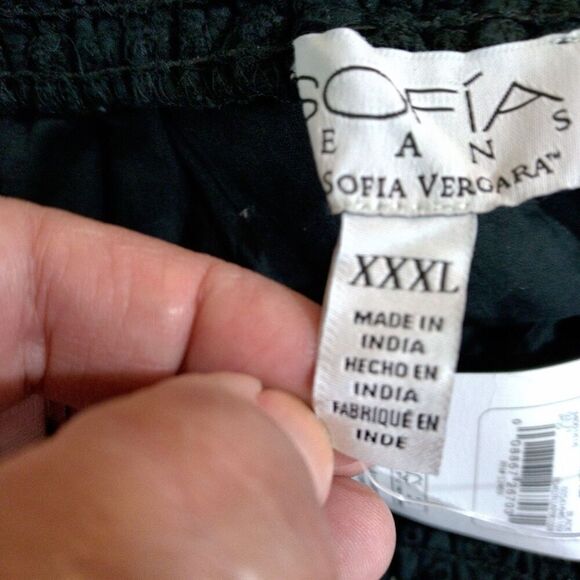 SOFÍA
E A N S
SOFIA VERGARA™
XXXL
MADE IN
INDIA
HECHO EN
INDIA
FABRIQUÉ EN
INDE